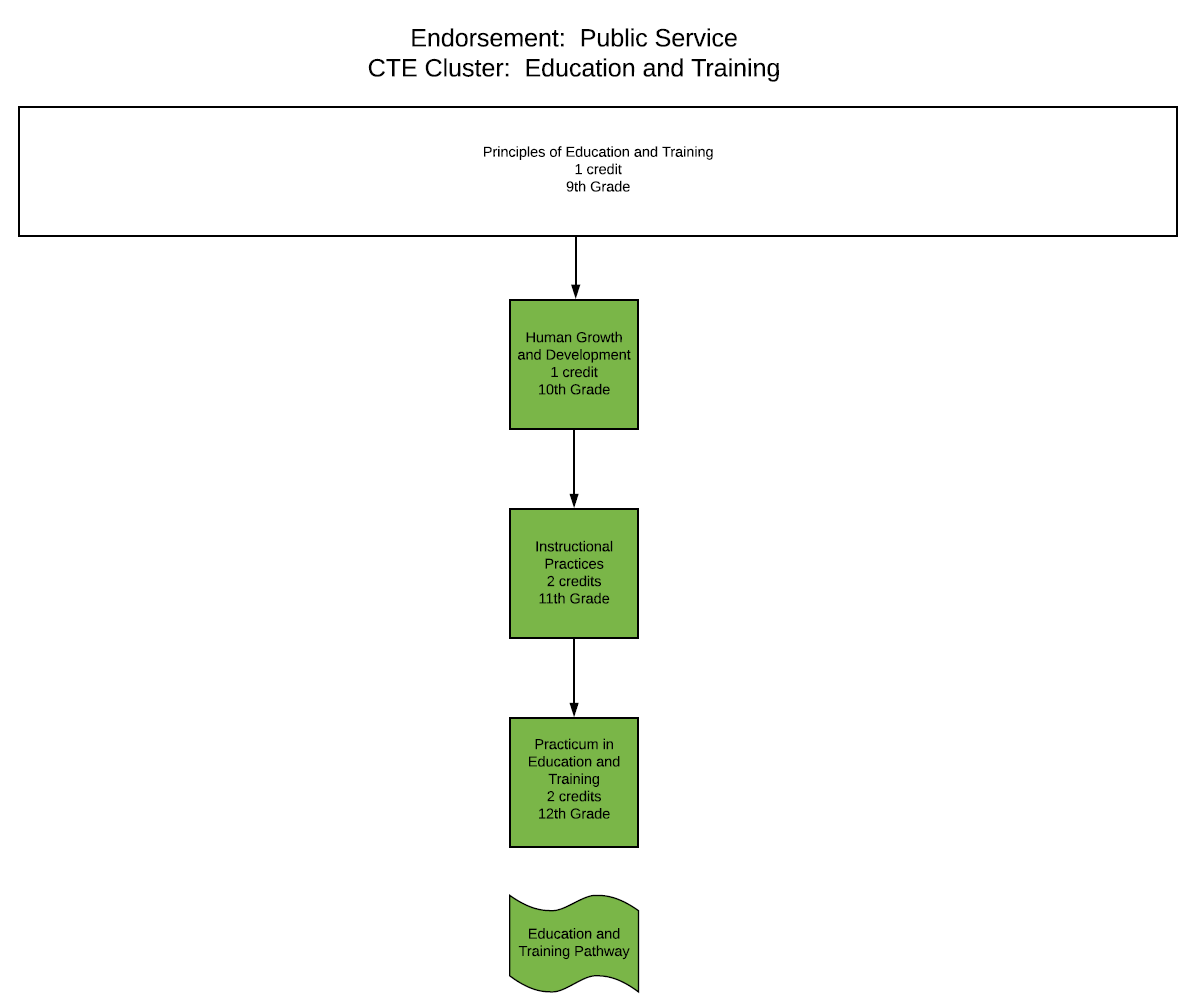 Endorsement:  Public Service
CTE Cluster:  Education and Training
Principles of Education and Training
1 credit
9th Grade
Human Growth
and Development
1 credit
10th Grade
Instructional
Practices
2 credits
11th Grade
Practicum in
Education and
Training
2 credits
12th Grade
Education and
Training Pathway